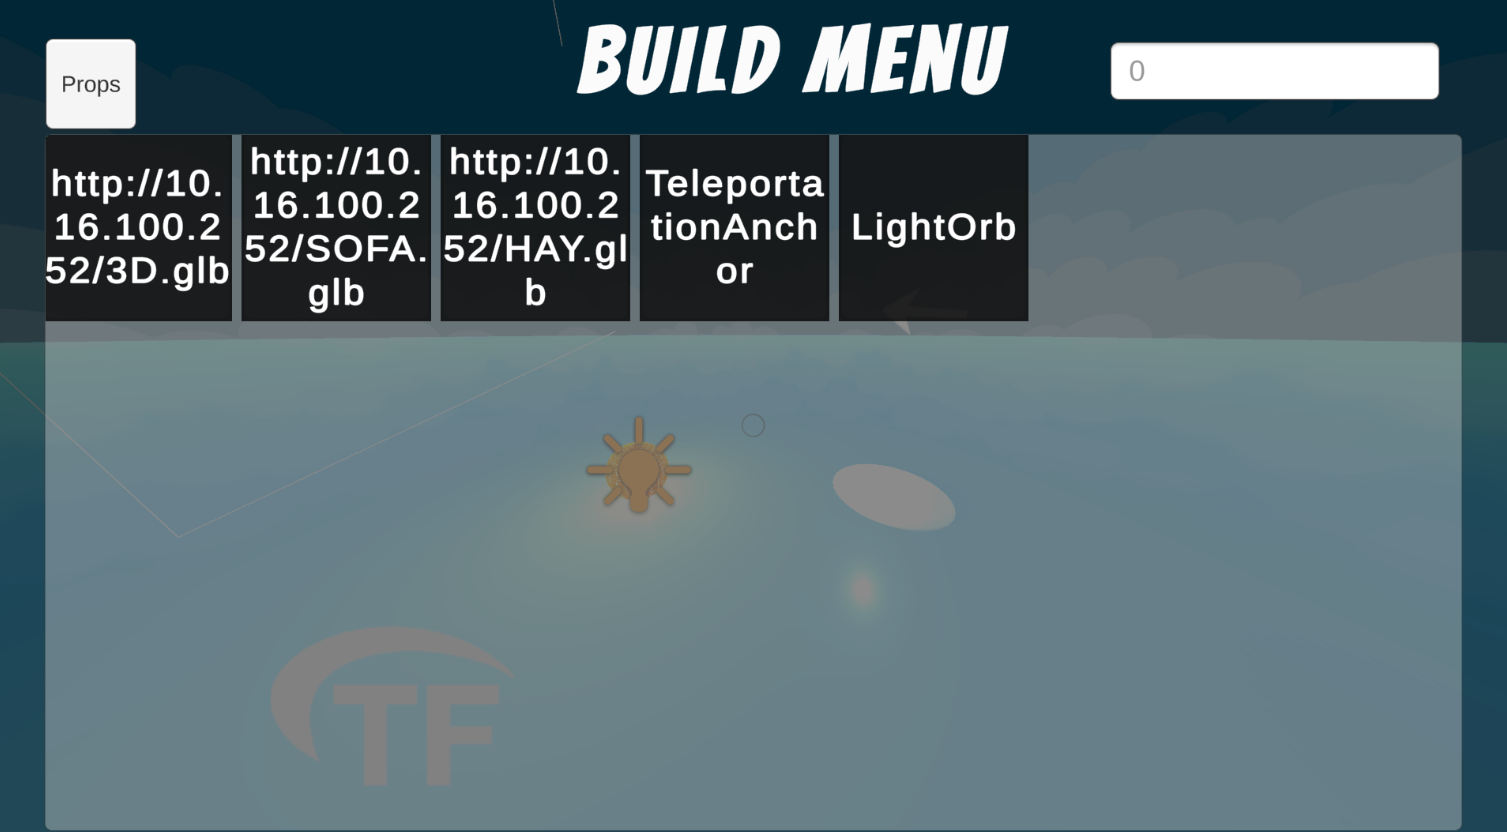 BUILD MENU
Props
0
http://10.
16.100.2
52/3D.glb
http://10.
16.100.2
52/SOFA.
glb
http://10.
16.100.2
52/HAY.gl
b
Teleporta
tionAnch
or
LightOrb
TF